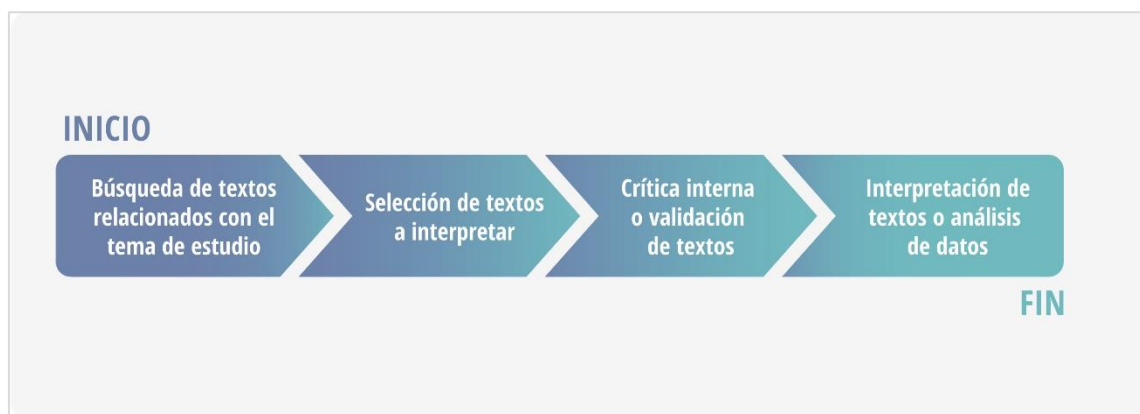 INICIO
Búsqueda de textos
relacionados con el
tema de estudio
Selección de textos
a interpretar
Crítica interna
o validación
de textos
Interpretación de
textos o análisis
de datos
FIN